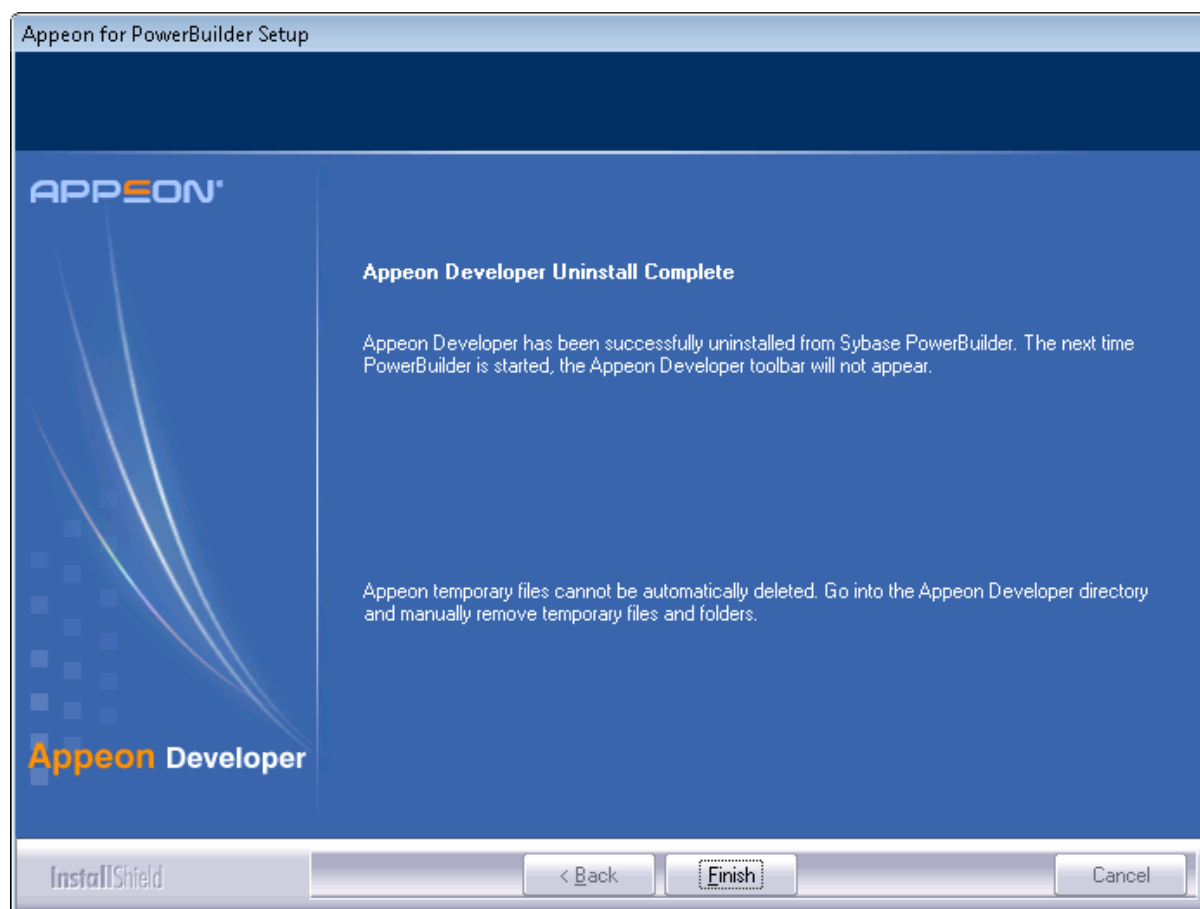 Appeon for PowerBuilder Setup
APPEON®
Appeon Developer Uninstall Complete
Appeon Developer has been successfully uninstalled from Sybase PowerBuilder. The next time
PowerBuilder is started, the Appeon Developer toolbar will not appear.
Appeon temporary files cannot be automatically deleted. Go into the Appeon Developer directory
and manually remove temporary files and folders.
Appeon Developer
InstallShield
< Back
Finish
Cancel